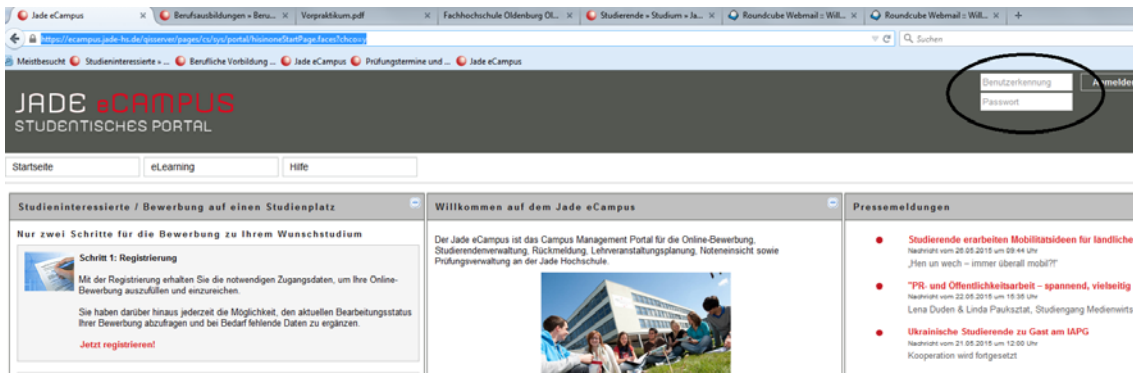 Jade eCampus
Berufsausbildungen » Beru...
Vorpraktikum.pdf
Fachhochschule Oldenburg Ol...
Studierende » Studium » Ja...
Roundcube Webmail :: Will...
Roundcube Webmail :: Will...
https://ecampus.jade-hs.de/qisserver/pages/cs/sys/portal/hisinoneStartPage.faces?chco=y
Suchen
Meistbesucht
Studieninteressierte » ...
Berufliche Vorbildung ...
Jade eCampus
Prüfungstermine und ...
Jade eCampus
JADE eCAMPUS
STUDENTISCHES PORTAL
Benutzerkennung
Anmelden
Passwort
Startseite
eLearning
Hilfe
Studieninteressierte / Bewerbung auf einen Studienplatz
Nur zwei Schritte für die Bewerbung zu Ihrem Wunschstudium
Schritt 1: Registrierung
Mit der Registrierung erhalten Sie die notwendigen Zugangsdaten, um Ihre Online-
Bewerbung auszufüllen und einzureichen.
Sie haben darüber hinaus jederzeit die Möglichkeit, den aktuellen Bearbeitungsstatus
Ihrer Bewerbung abzufragen und bei Bedarf fehlende Daten zu ergänzen.
Jetzt registrieren!
Willkommen auf dem Jade eCampus
Der Jade eCampus ist das Campus Management Portal für die Online-Bewerbung,
Studierendenverwaltung, Rückmeldung, Lehrveranstaltungsplanung, Noteneinsicht sowie
Prüfungsverwaltung an der Jade Hochschule.
Pressemeldungen
Studierende erarbeiten Mobilitätsideen für ländliche
Nachricht vom 26.05.2015 um 09:44 Uhr
„Hen un wech – immer überall mobil?!"
"PR- und Öffentlichkeitsarbeit – spannend, vielseitig
Nachricht vom 22.05.2015 um 15:35 Uhr
Lena Duden & Linda Pauksztat, Studiengang Medienwirts
Ukrainische Studierende zu Gast am IAPG
Nachricht vom 21.05.2015 um 12:00 Uhr
Kooperation wird fortgesetzt